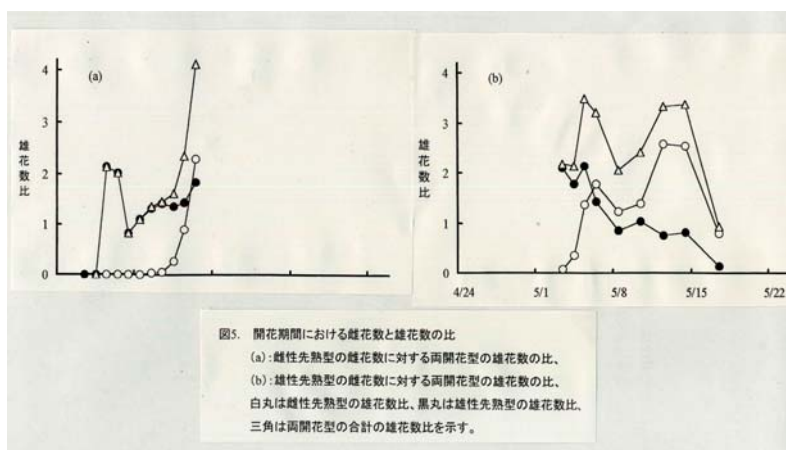 (a)
4
3
2
1
0
雄花数比
(b)
4
3
2
1
0
雄花数比
4/24 5/1 5/8 5/15 5/22
図5. 開花期間における雌花数と雄花数の比
(a):雌性先熟型の雌花数に対する両開花型の雄花数の比、
(b):雄性先熟型の雌花数に対する両開花型の雄花数の比、
白丸は雌性先熟型の雄花数比、黒丸は雄性先熟型の雄花数比、
三角は両開花型の合計の雄花数比を示す。